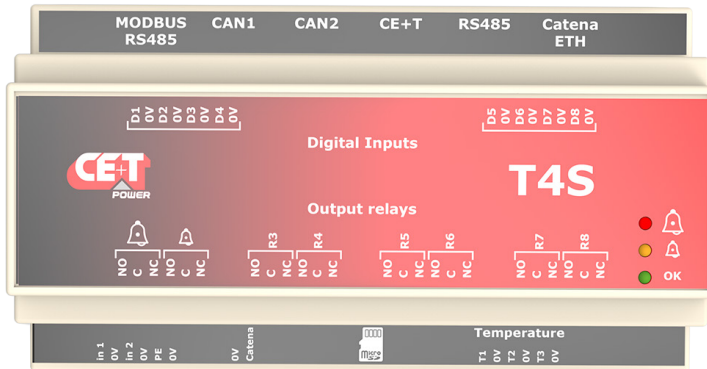 MODBUS RS485 CAN1 CAN2 CE+T RS485 Catena ETH
D1 0V D2 0V D3 0V D4 0V
D5 0V D6 0V D7 0V D8 0V
Digital Inputs
CE+T
POWER
T4S
Output relays
R3 R4 R5 R6 R7 R8
NO C NC NO C NC NO C NC NO C NC NO C NC NO C NC NO C NC NO C NC
OK
in 1 0V in 2 0V PE 0V
0V Catena
micro
Temperature
T1 0V T2 0V T3 0V